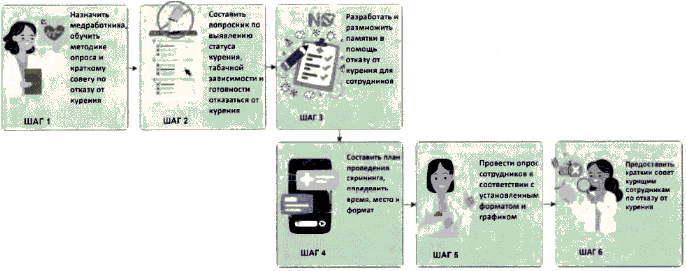 Назначить
медработника,
обучить
методике
опроса и
краткому
совету по
отказу от
курения
ШАГ 1
Составить
вопросник по
выявлению
статуса
курения,
табачной
зависимости и
готовности
отказаться от
курения
ШАГ 2
Разработать и
размножить
памятки в
помощь
отказу от
курения для
сотрудников
ШАГ 3
Составить план
проведения
скрининга,
определить
время, место и
формат
ШАГ 4
Провести опрос
сотрудников в
соответствии с
установленным
форматом и
графиком
ШАГ 5
Предоставить
краткий совет
курящим
сотрудникам
по отказу от
курения
ШАГ 6